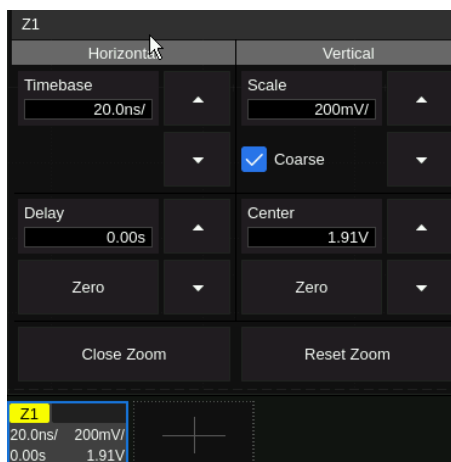 Z1
Horizontal Vertical
Timebase Scale
20.0ns/ 200mV/
Coarse
Delay Center
0.00s 1.91V
Zero Zero
Close Zoom Reset Zoom
Z1
20.0ns/ 200mV/
0.00s 1.91V